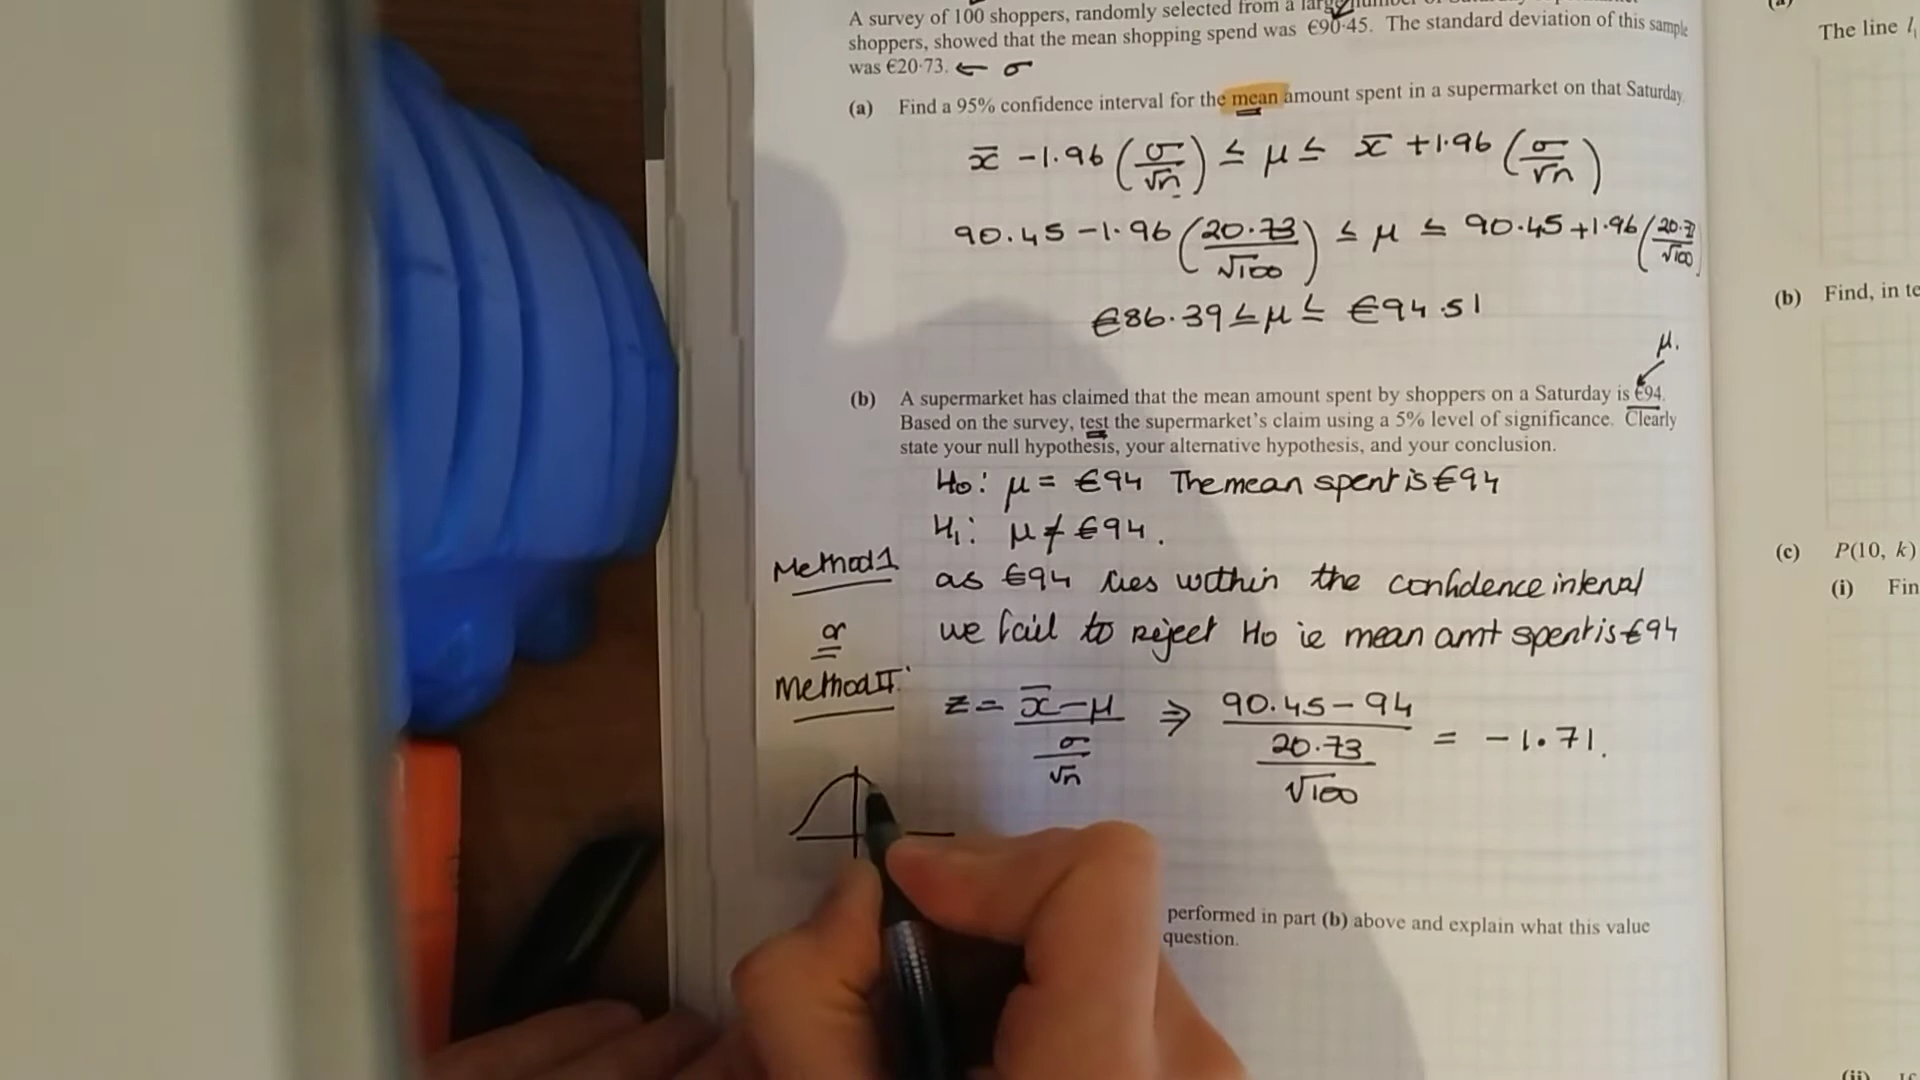 A survey of 100 shoppers, randomly selected from a large number of
shoppers, showed that the mean shopping spend was €90·45. The standard deviation of this sample
was €20·73. ← σ
(a) Find a 95% confidence interval for the mean amount spent in a supermarket on that Saturday.
x̄ - 1.96 (σ/√n) ≤ μ ≤ x̄ + 1.96 (σ/√n)
90.45 - 1.96 (20.73/√100) ≤ μ ≤ 90.45 + 1.96 (20.7/√100)
€86.39 ≤ μ ≤ €94.51
μ.
(b) A supermarket has claimed that the mean amount spent by shoppers on a Saturday is €94.
Based on the survey, test the supermarket's claim using a 5% level of significance. Clearly
state your null hypothesis, your alternative hypothesis, and your conclusion.
H₀: μ = €94 The mean spent is €94
H₁: μ ≠ €94.
Method 1
as €94 lies within the confidence interval
we fail to reject H₀ ie mean amt spent is €94
or
Method II
z = (x̄ - μ)/(σ/√n) ⇒ (90.45 - 94)/(20.73/√100) = -1.71.
performed in part (b) above and explain what this value
question.
(a)
The line l₁
(b) Find, in te
(c) P(10, k)
(i) Fin
(ii)